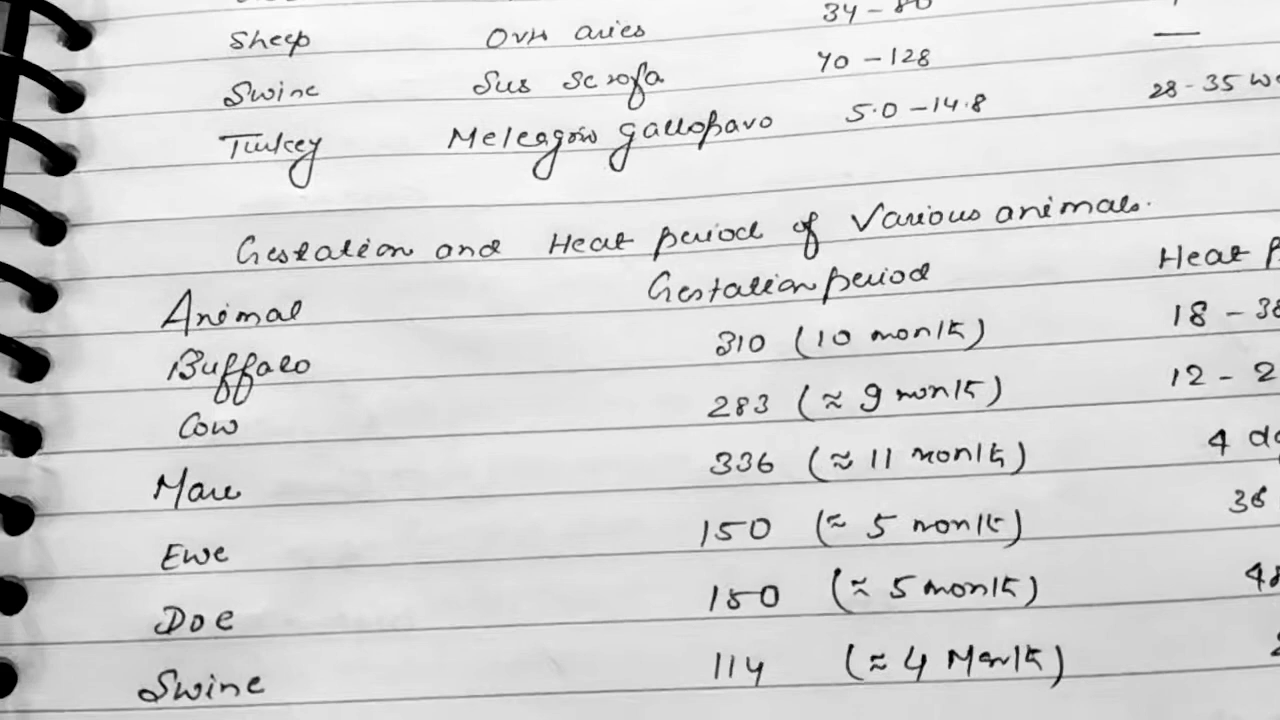 Sheep Ovis aries 34 - 80
Swine Sus scrofa 70 - 128 —
Turkey Meleagris gallopavo 5.0 - 14.8 28 - 35
Gestation and Heat period of Various animals.
Animal Gestation period Heat
Buffalo 310 (10 month) 18 - 
Cow 283 (≈ 9 month) 12 - 2
Mare 336 (≈ 11 month) 4
Ewe 150 (≈ 5 month) 36
Doe 150 (≈ 5 month) 48
Swine 114 (≈ 4 Month)